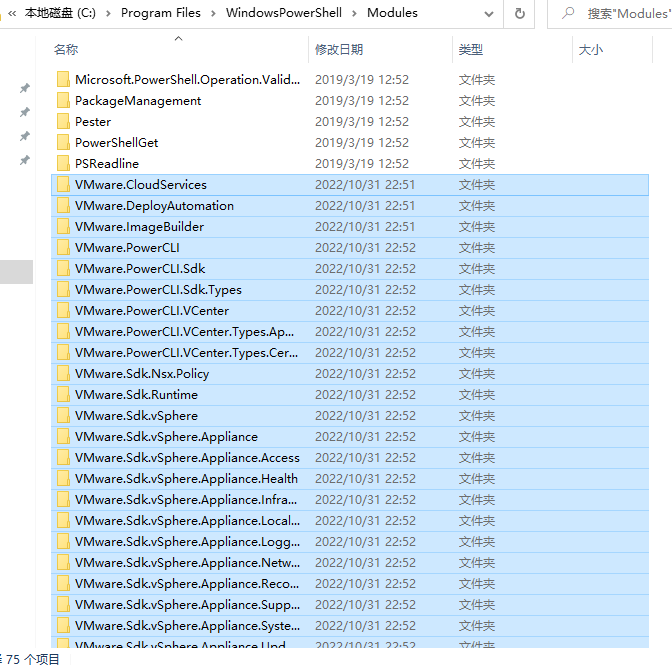 « 本地磁盘 (C:) › Program Files › WindowsPowerShell › Modules 搜索"Modules"
名称 修改日期 类型 大小
Microsoft.PowerShell.Operation.Valid... 2019/3/19 12:52 文件夹
PackageManagement 2019/3/19 12:52 文件夹
Pester 2019/3/19 12:52 文件夹
PowerShellGet 2019/3/19 12:52 文件夹
PSReadline 2019/3/19 12:52 文件夹
VMware.CloudServices 2022/10/31 22:51 文件夹
VMware.DeployAutomation 2022/10/31 22:51 文件夹
VMware.ImageBuilder 2022/10/31 22:51 文件夹
VMware.PowerCLI 2022/10/31 22:52 文件夹
VMware.PowerCLI.Sdk 2022/10/31 22:52 文件夹
VMware.PowerCLI.Sdk.Types 2022/10/31 22:52 文件夹
VMware.PowerCLI.VCenter 2022/10/31 22:52 文件夹
VMware.PowerCLI.VCenter.Types.Ap... 2022/10/31 22:52 文件夹
VMware.PowerCLI.VCenter.Types.Cer... 2022/10/31 22:52 文件夹
VMware.Sdk.Nsx.Policy 2022/10/31 22:52 文件夹
VMware.Sdk.Runtime 2022/10/31 22:52 文件夹
VMware.Sdk.vSphere 2022/10/31 22:52 文件夹
VMware.Sdk.vSphere.Appliance 2022/10/31 22:52 文件夹
VMware.Sdk.vSphere.Appliance.Access 2022/10/31 22:52 文件夹
VMware.Sdk.vSphere.Appliance.Health 2022/10/31 22:52 文件夹
VMware.Sdk.vSphere.Appliance.Infra... 2022/10/31 22:52 文件夹
VMware.Sdk.vSphere.Appliance.Local... 2022/10/31 22:52 文件夹
VMware.Sdk.vSphere.Appliance.Logg... 2022/10/31 22:52 文件夹
VMware.Sdk.vSphere.Appliance.Netw... 2022/10/31 22:52 文件夹
VMware.Sdk.vSphere.Appliance.Reco... 2022/10/31 22:52 文件夹
VMware.Sdk.vSphere.Appliance.Supp... 2022/10/31 22:52 文件夹
VMware.Sdk.vSphere.Appliance.Syste... 2022/10/31 22:52 文件夹
VMware.Sdk.vSphere.Appliance.Upd... 2022/10/31 22:52 文件夹
75 个项目